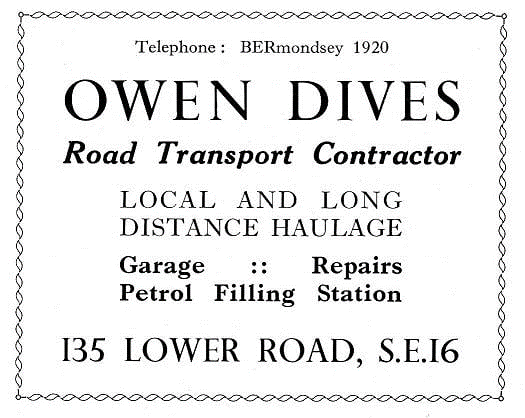 Telephone: BERmondsey 1920
OWEN DIVES
Road Transport Contractor
LOCAL AND LONG
DISTANCE HAULAGE
Garage :: Repairs
Petrol Filling Station
135 LOWER ROAD, S.E.16